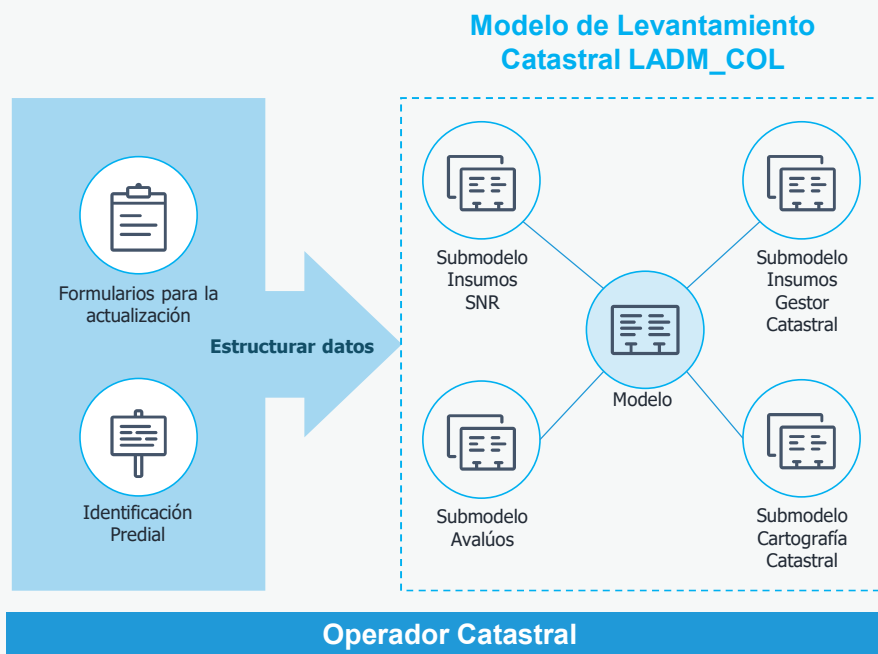 Modelo de Levantamiento
Catastral LADM_COL
Formularios para la
actualización
Identificación
Predial
Estructurar datos
Submodelo
Insumos
SNR
Submodelo
Insumos
Gestor
Catastral
Modelo
Submodelo
Avalúos
Submodelo
Cartografía
Catastral
Operador Catastral